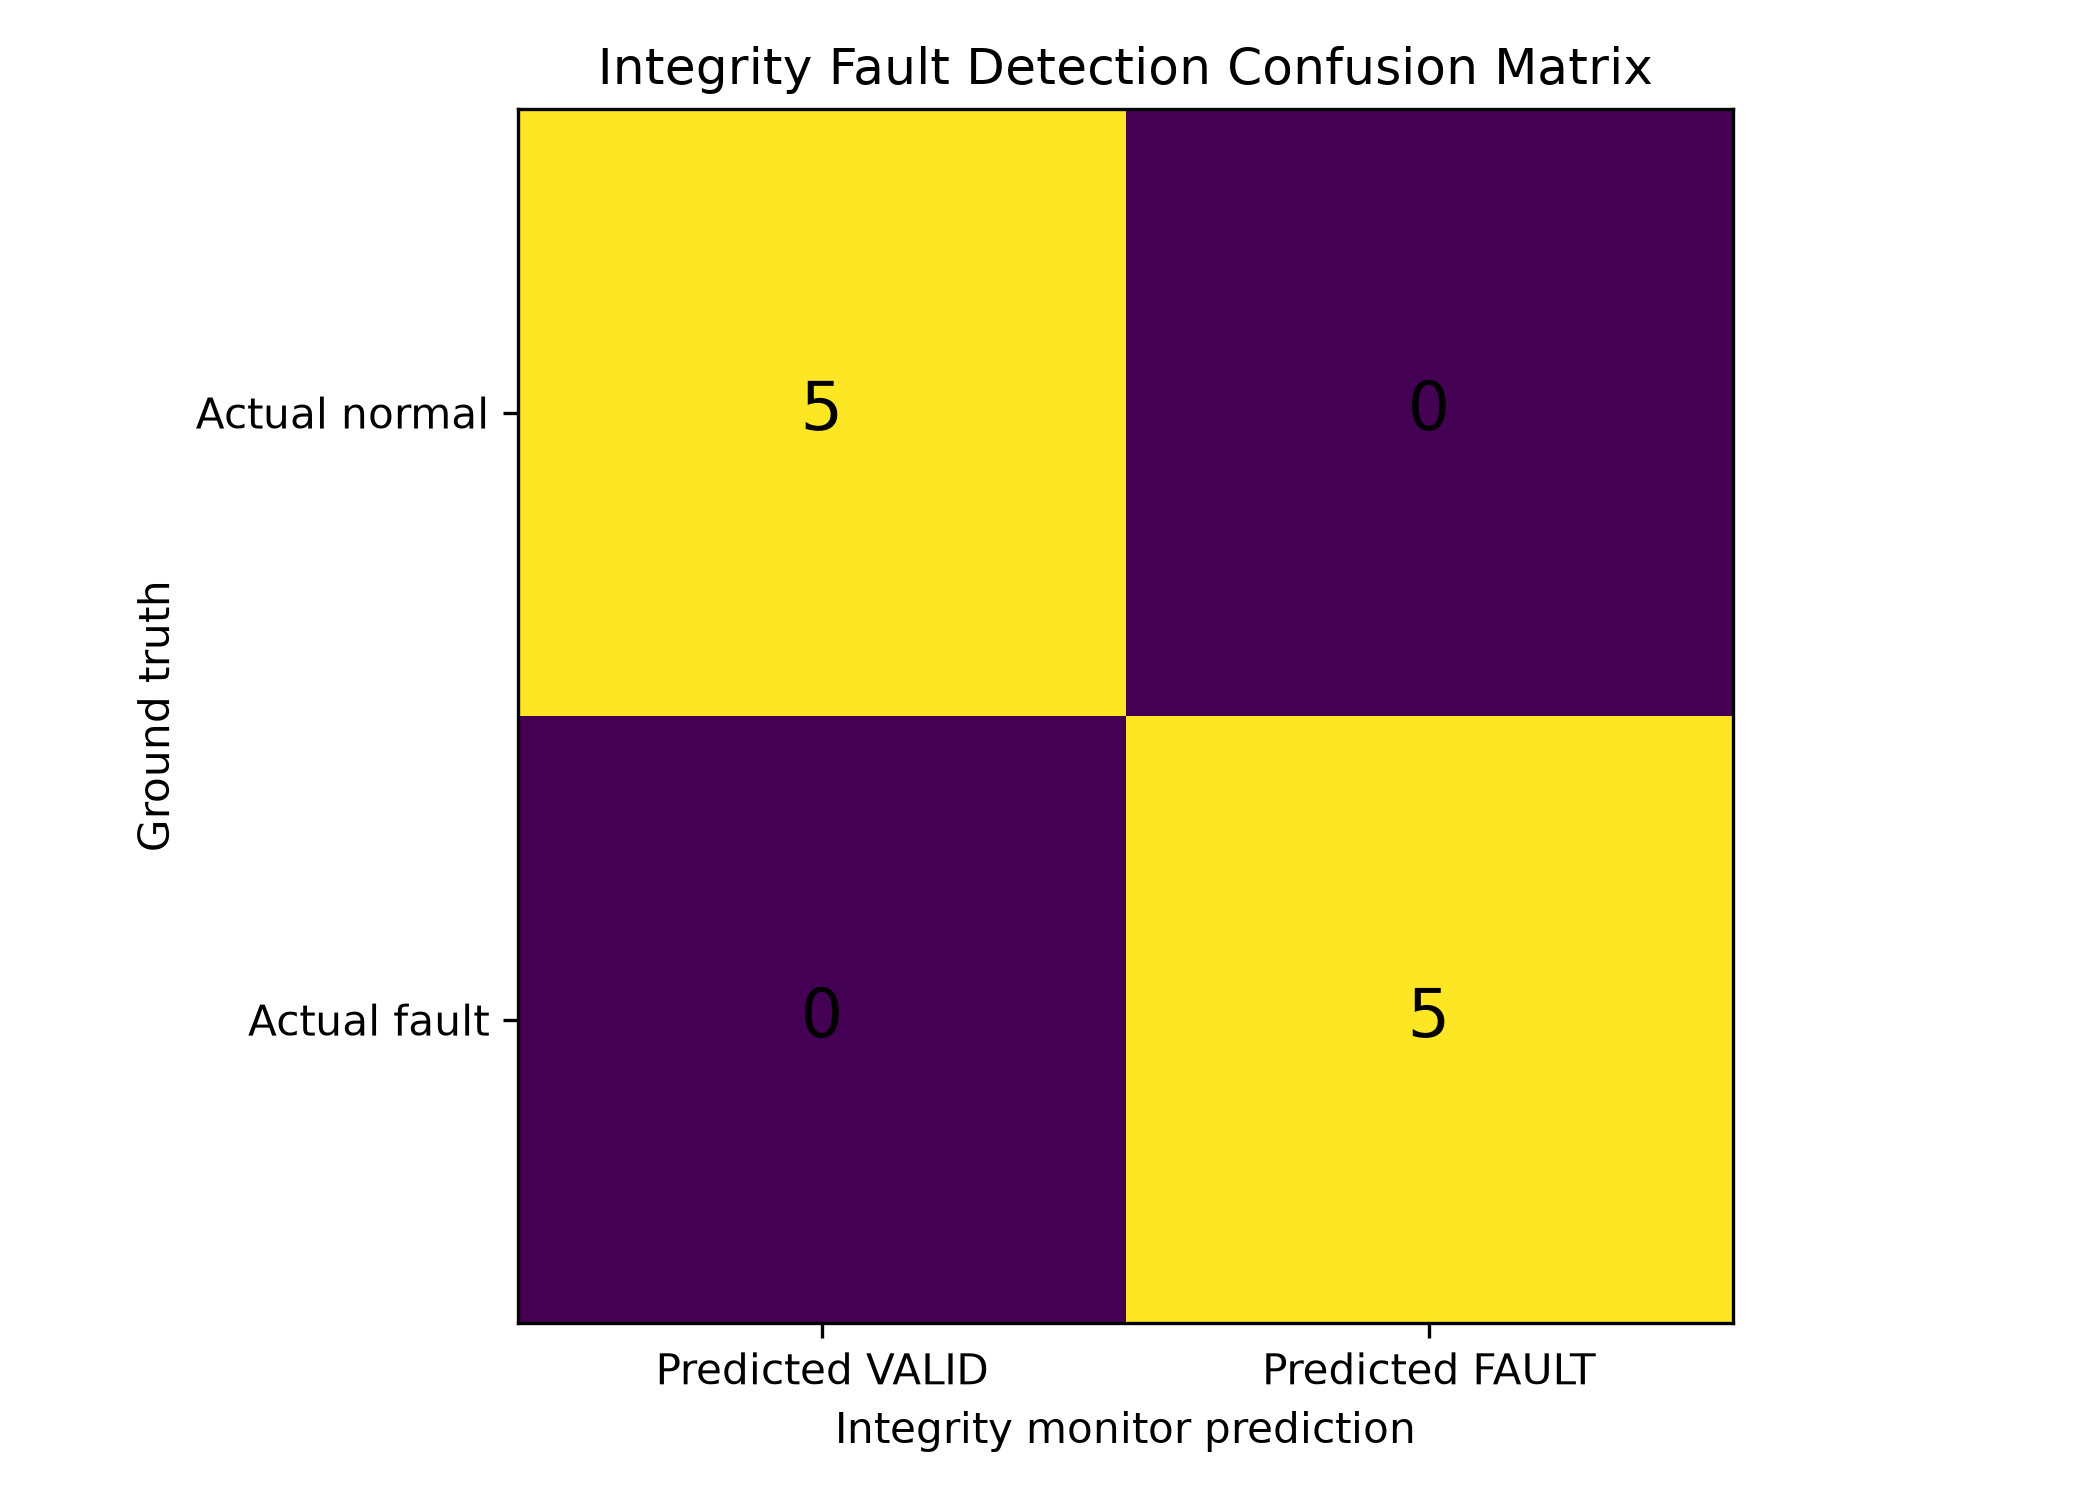 Integrity Fault Detection Confusion Matrix
Actual normal
5
0
Ground truth
Actual fault
0
5
Predicted VALID
Predicted FAULT
Integrity monitor prediction